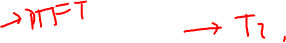 → MFT → T2,